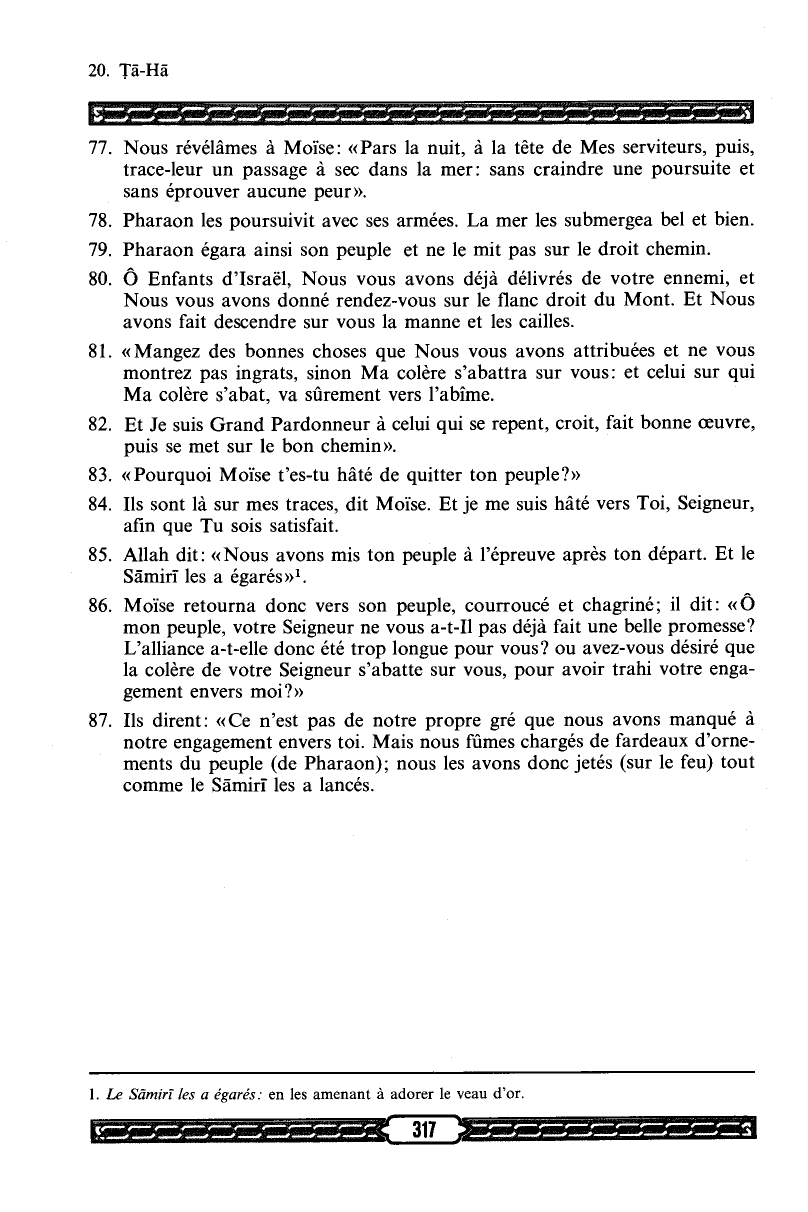 20. Ṭā-Hā
77. Nous révélâmes à Moïse: «Pars la nuit, à la tête de Mes serviteurs, puis,
trace-leur un passage à sec dans la mer: sans craindre une poursuite et
sans éprouver aucune peur».
78. Pharaon les poursuivit avec ses armées. La mer les submergea bel et bien.
79. Pharaon égara ainsi son peuple et ne le mit pas sur le droit chemin.
80. Ô Enfants d'Israël, Nous vous avons déjà délivrés de votre ennemi, et
Nous vous avons donné rendez-vous sur le flanc droit du Mont. Et Nous
avons fait descendre sur vous la manne et les cailles.
81. «Mangez des bonnes choses que Nous vous avons attribuées et ne vous
montrez pas ingrats, sinon Ma colère s'abattra sur vous: et celui sur qui
Ma colère s'abat, va sûrement vers l'abîme.
82. Et Je suis Grand Pardonneur à celui qui se repent, croit, fait bonne œuvre,
puis se met sur le bon chemin».
83. «Pourquoi Moïse t'es-tu hâté de quitter ton peuple?»
84. Ils sont là sur mes traces, dit Moïse. Et je me suis hâté vers Toi, Seigneur,
afin que Tu sois satisfait.
85. Allah dit: «Nous avons mis ton peuple à l'épreuve après ton départ. Et le
Sāmirī les a égarés»¹.
86. Moïse retourna donc vers son peuple, courroucé et chagriné; il dit: «Ô
mon peuple, votre Seigneur ne vous a-t-Il pas déjà fait une belle promesse?
L'alliance a-t-elle donc été trop longue pour vous? ou avez-vous désiré que
la colère de votre Seigneur s'abatte sur vous, pour avoir trahi votre enga-
gement envers moi?»
87. Ils dirent: «Ce n'est pas de notre propre gré que nous avons manqué à
notre engagement envers toi. Mais nous fûmes chargés de fardeaux d'orne-
ments du peuple (de Pharaon); nous les avons donc jetés (sur le feu) tout
comme le Sāmirī les a lancés.
1. Le Sāmirī les a égarés: en les amenant à adorer le veau d'or.
317